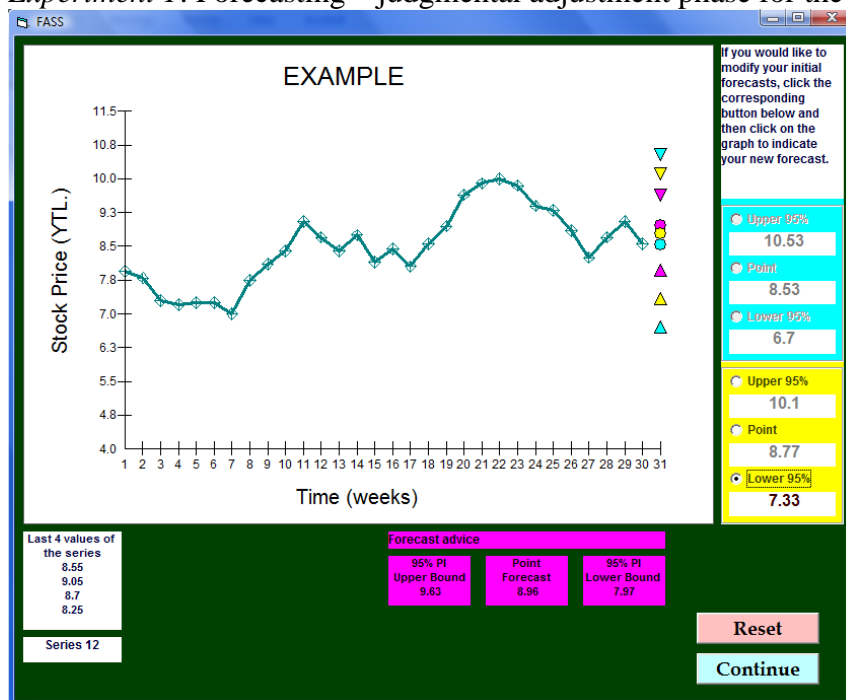 Experiment 1: Forecasting – judgmental adjustment phase for the
FASS
EXAMPLE
If you would like to
modify your initial
forecasts, click the
corresponding
button below and
then click on the
graph to indicate
your new forecast.
Stock Price (YTL.)
11.5
10.8
10.0
9.3
8.5
7.8
7.0
6.3
5.5
4.8
4.0
1 2 3 4 5 6 7 8 9 10 11 12 13 14 15 16 17 18 19 20 21 22 23 24 25 26 27 28 29 30 31
Time (weeks)
Upper 95%
10.53
Point
8.53
Lower 95%
6.7
Upper 95%
10.1
Point
8.77
Lower 95%
7.33
Last 4 values of
the series
8.55
9.05
8.7
8.25
Series 12
Forecast advice
95% PI
Upper Bound
9.63
Point
Forecast
8.96
95% PI
Lower Bound
7.97
Reset
Continue